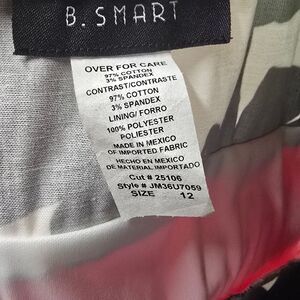 B. SMART
OVER FOR CARE
97% COTTON
3% SPANDEX
CONTRAST/CONTRASTE
97% COTTON
3% SPANDEX
LINING/ FORRO
100% POLYESTER
POLIESTER
MADE IN MEXICO
OF IMPORTED FABRIC
HECHO EN MEXICO
DE MATERIAL IMPORTADO
Cut # 25106
Style # JM36U7059
SIZE 12